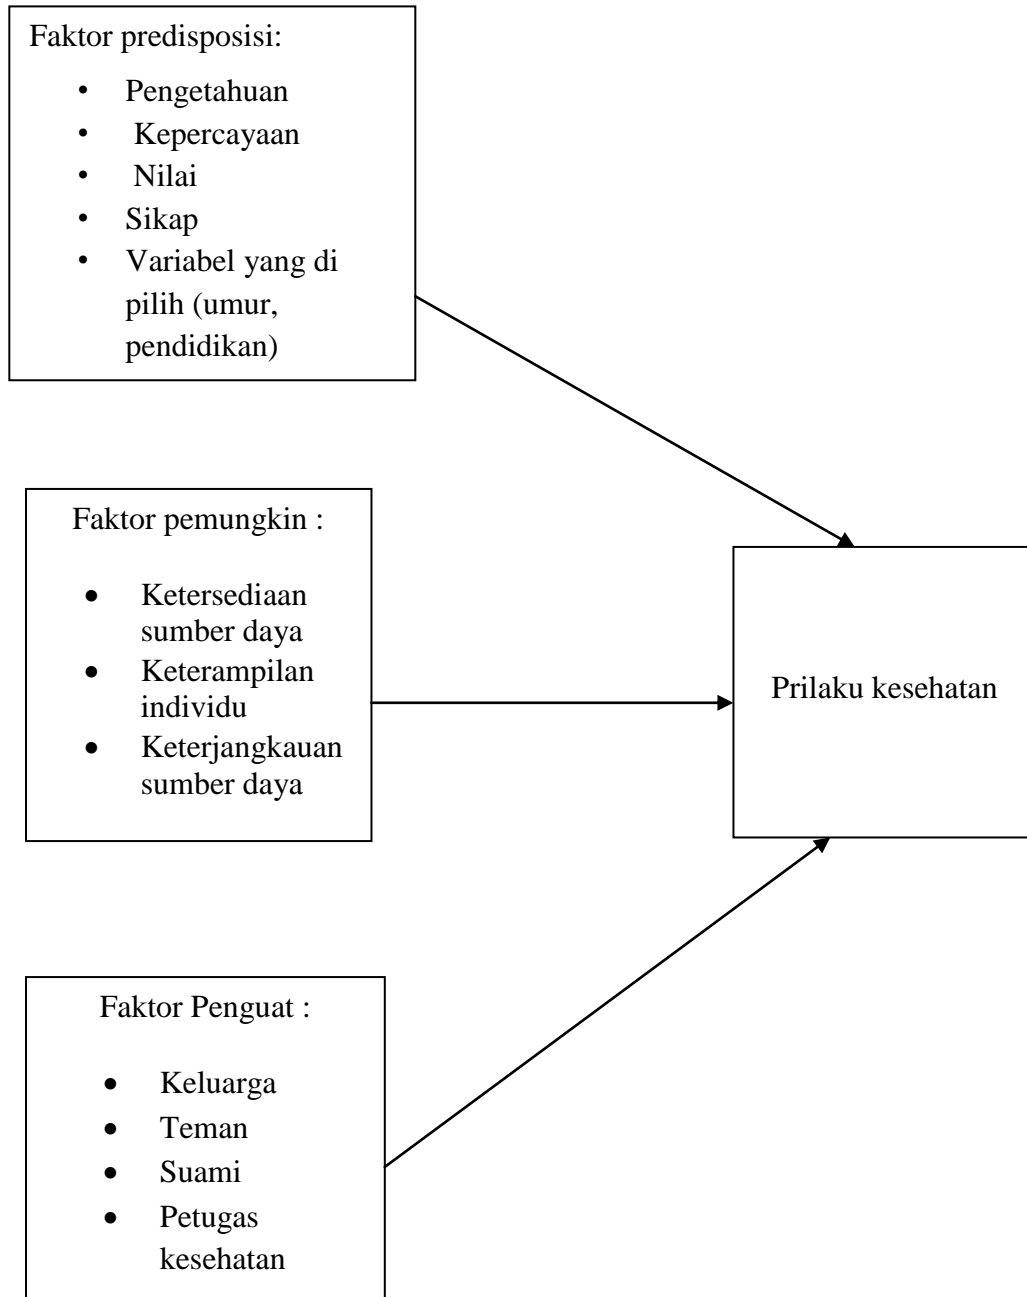 Faktor predisposisi:
• Pengetahuan
• Kepercayaan
• Nilai
• Sikap
• Variabel yang di
pilih (umur,
pendidikan)
Faktor pemungkin :
• Ketersediaan
sumber daya
• Keterampilan
individu
• Keterjangkauan
sumber daya
Prilaku kesehatan
Faktor Penguat :
• Keluarga
• Teman
• Suami
• Petugas
kesehatan